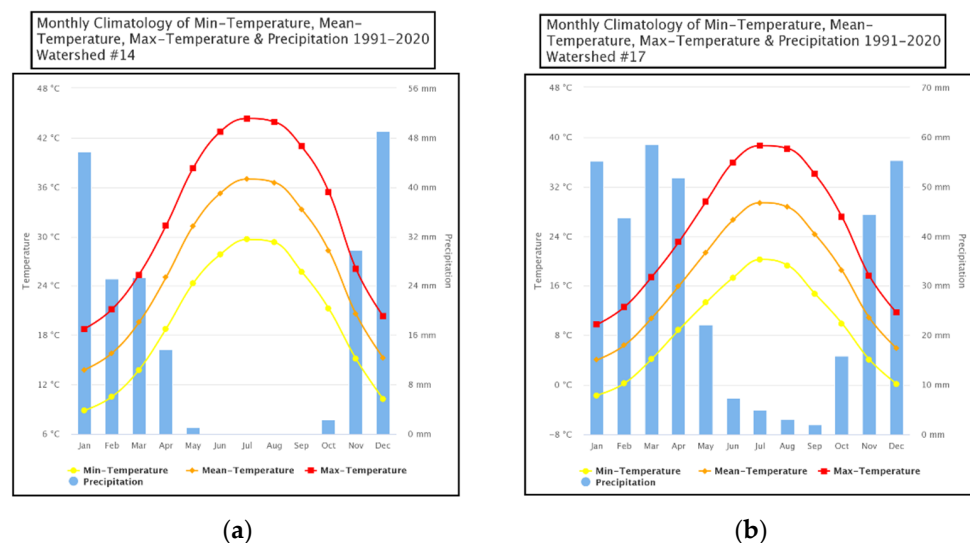 Monthly Climatology of Min-Temperature, Mean-
Temperature, Max-Temperature & Precipitation 1991-2020
Watershed #14
48 °C
42 °C
36 °C
30 °C
24 °C
18 °C
12 °C
6 °C
Temperature
56 mm
48 mm
40 mm
32 mm
24 mm
16 mm
8 mm
0 mm
Precipitation
Jan Feb Mar Apr May Jun Jul Aug Sep Oct Nov Dec
Min-Temperature Mean-Temperature Max-Temperature
Precipitation
(a)
Monthly Climatology of Min-Temperature, Mean-
Temperature, Max-Temperature & Precipitation 1991-2020
Watershed #17
48 °C
40 °C
32 °C
24 °C
16 °C
8 °C
0 °C
-8 °C
Temperature
70 mm
60 mm
50 mm
40 mm
30 mm
20 mm
10 mm
0 mm
Precipitation
Jan Feb Mar Apr May Jun Jul Aug Sep Oct Nov Dec
Min-Temperature Mean-Temperature Max-Temperature
Precipitation
(b)